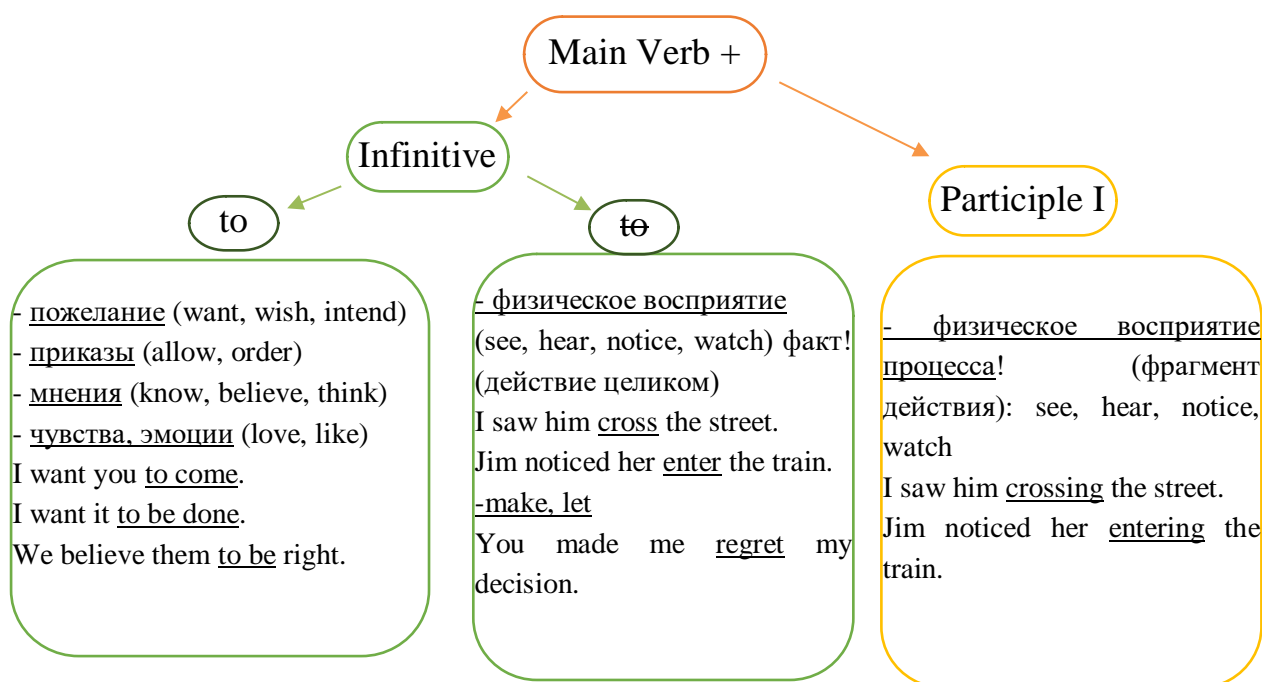 Main Verb +
Infinitive
Participle I
to
to
- пожелание (want, wish, intend)
- приказы (allow, order)
- мнения (know, believe, think)
- чувства, эмоции (love, like)
I want you to come.
I want it to be done.
We believe them to be right.
- физическое восприятие
(see, hear, notice, watch) факт!
(действие целиком)
I saw him cross the street.
Jim noticed her enter the train.
-make, let
You made me regret my
decision.
- физическое восприятие
процесса! (фрагмент
действия): see, hear, notice,
watch
I saw him crossing the street.
Jim noticed her entering the
train.